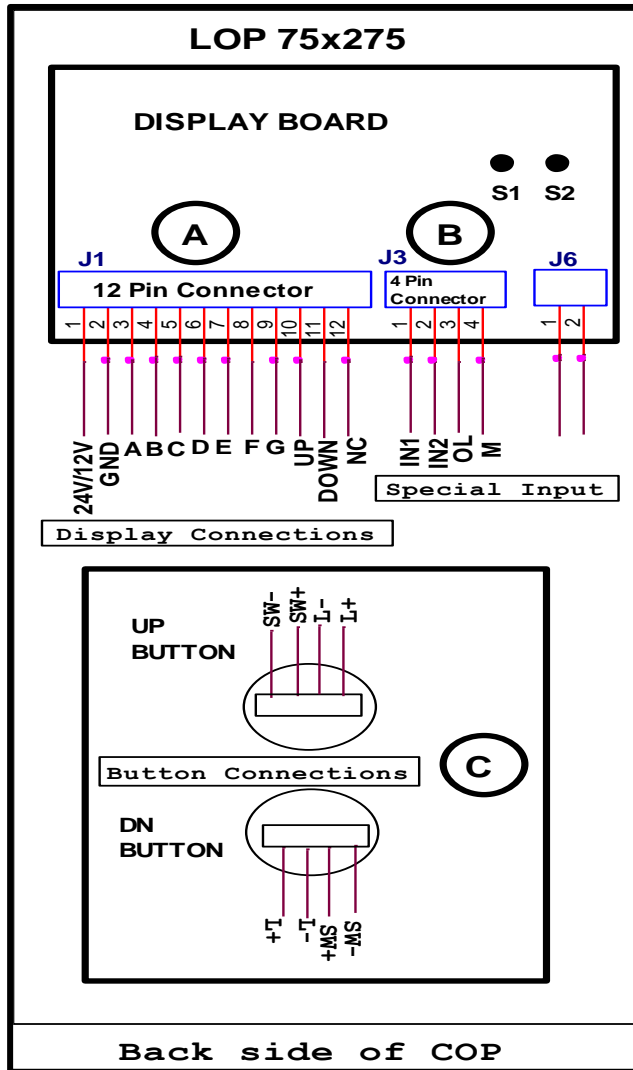 LOP 75x275
DISPLAY BOARD
S1 S2
A B
J1 J3 J6
12 Pin Connector
4 Pin
Connector
1 2 3 4 5 6 7 8 9 10 11 12
1 2 3 4
1 2
24V/12V GND A B C D E F G UP DOWN NC
IN1 IN2 OL M
Special Input
Display Connections
SW- SW+ L- L+
UP
BUTTON
Button Connections
C
DN
BUTTON
L+ L- SW+ SW-
Back side of COP